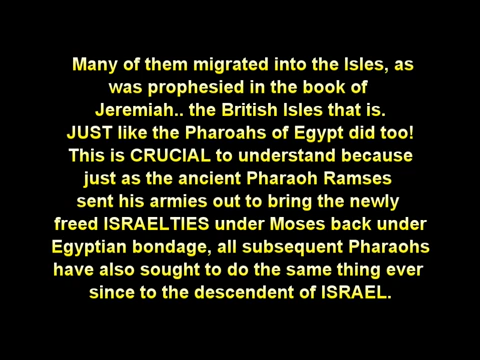 Many of them migrated into the Isles, as
was prophesied in the book of
Jeremiah.. the British Isles that is.
JUST like the Pharoahs of Egypt did too!
This is CRUCIAL to understand because
just as the ancient Pharaoh Ramses
sent his armies out to bring the newly
freed ISRAELTIES under Moses back under
Egyptian bondage, all subsequent Pharaohs
have also sought to do the same thing ever
since to the descendent of ISRAEL.